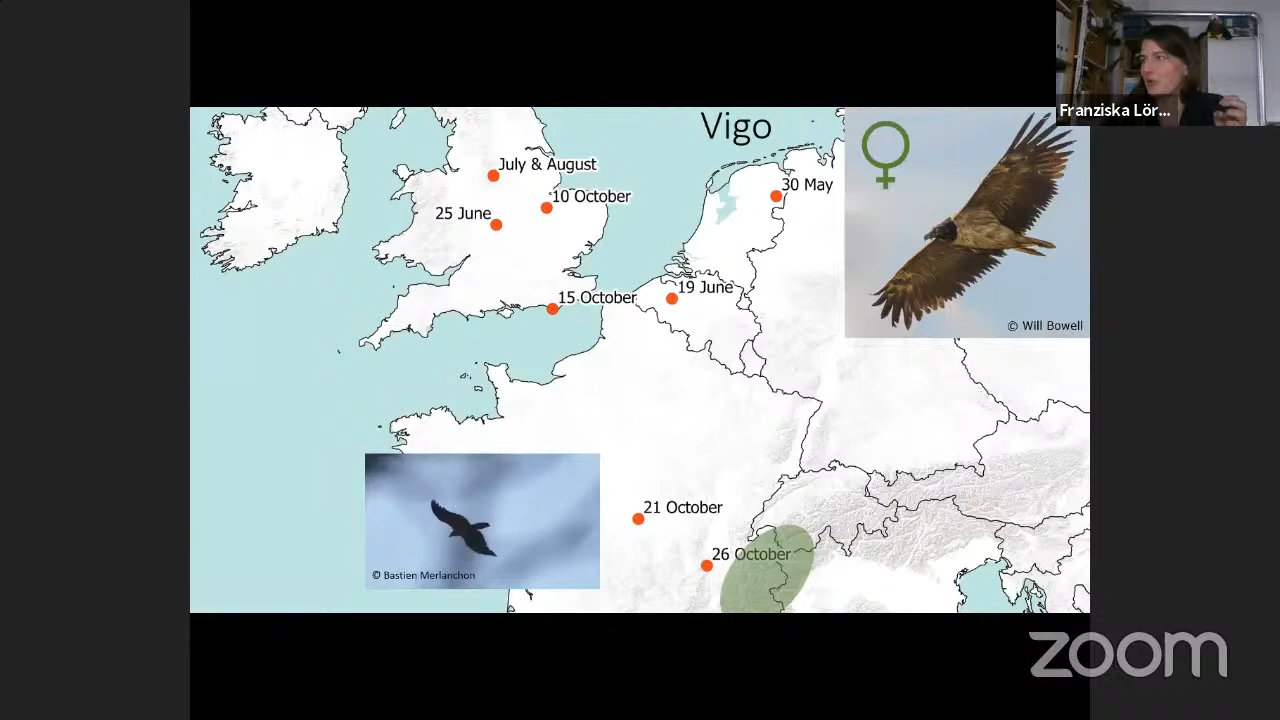 Franziska Lör...
Vigo
July & August
30 May
10 October
25 June
19 June
15 October
© Will Bowell
21 October
26 October
© Bastien Merlanchon
zoom